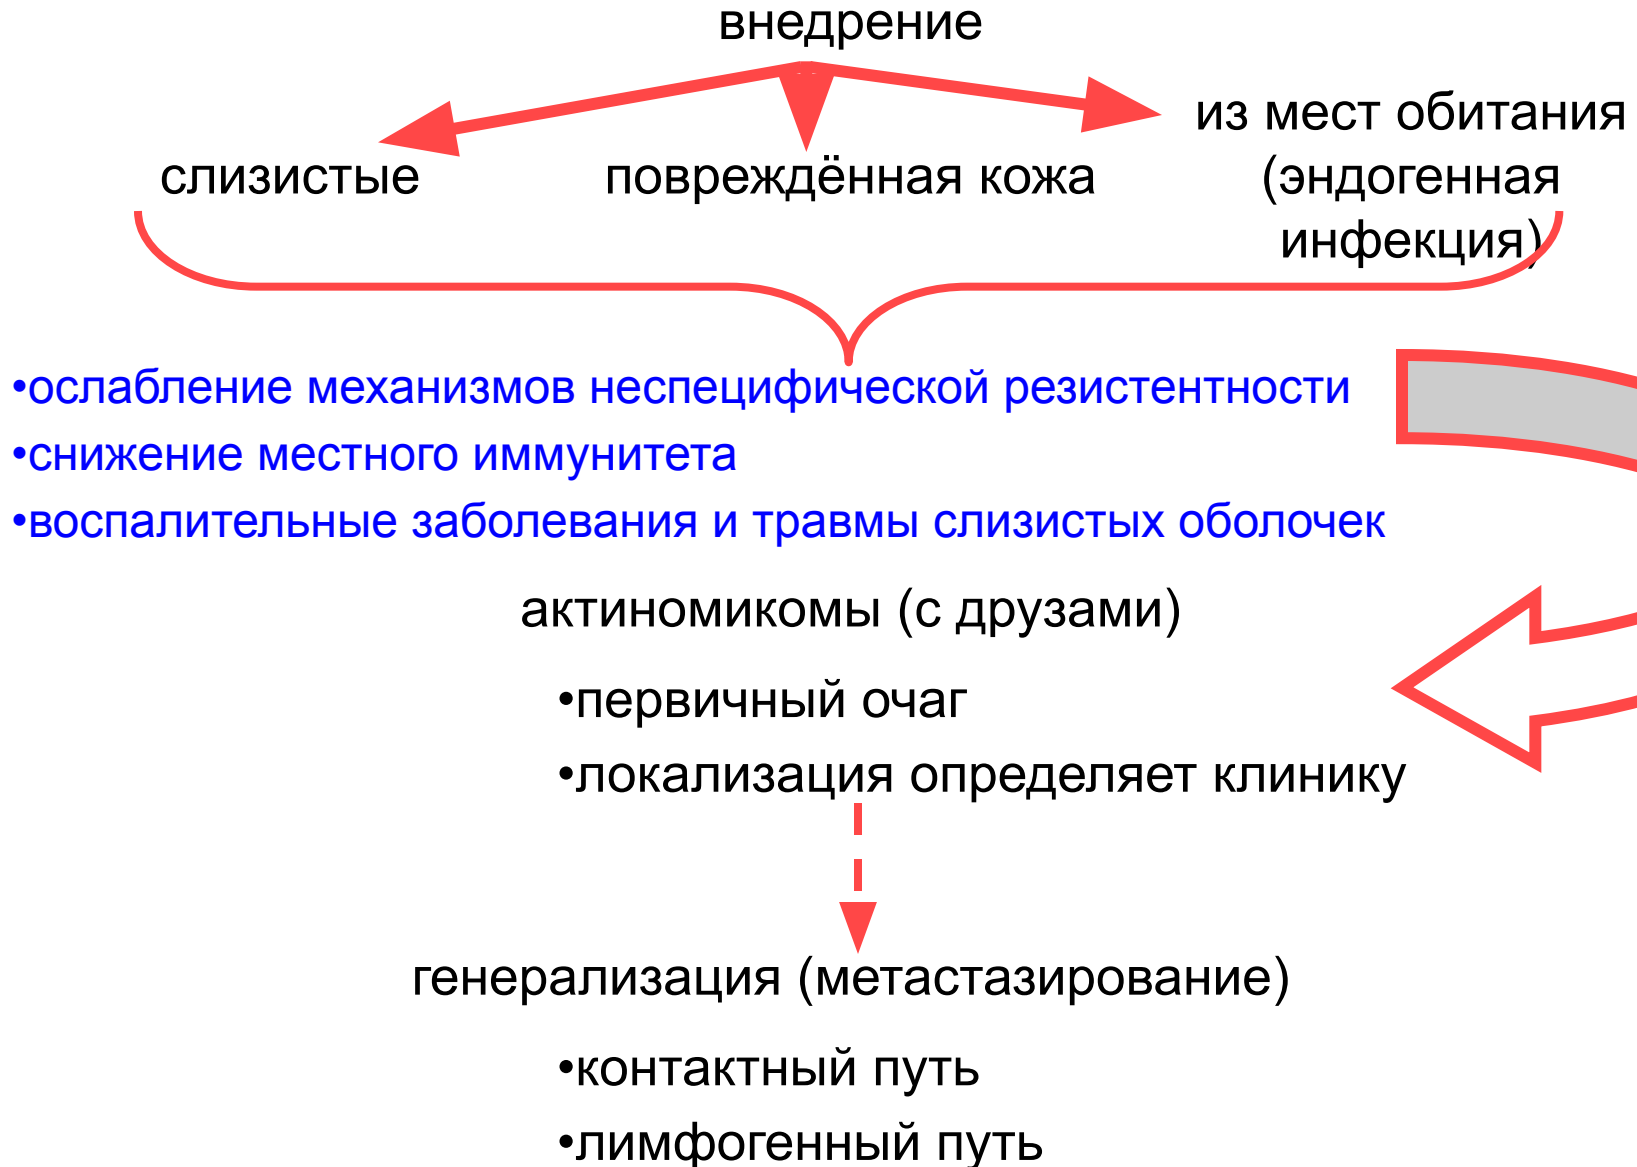 внедрение
слизистые
повреждённая кожа
из мест обитания
(эндогенная
инфекция)
•ослабление механизмов неспецифической резистентности
•снижение местного иммунитета
•воспалительные заболевания и травмы слизистых оболочек
актиномикомы (с друзами)
•первичный очаг
•локализация определяет клинику
генерализация (метастазирование)
•контактный путь
•лимфогенный путь